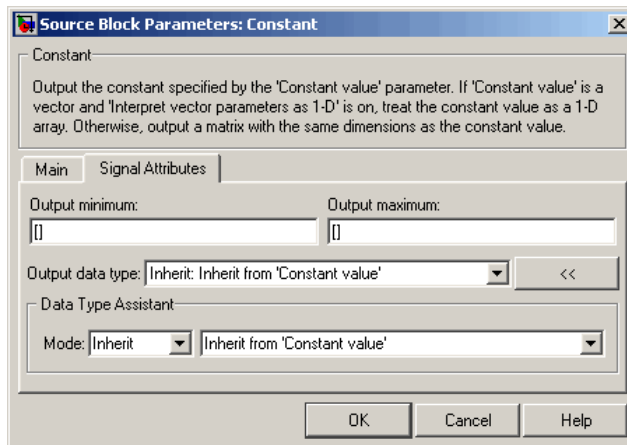 Source Block Parameters: Constant
Constant
Output the constant specified by the 'Constant value' parameter. If 'Constant value' is a
vector and 'Interpret vector parameters as 1-D' is on, treat the constant value as a 1-D
array. Otherwise, output a matrix with the same dimensions as the constant value.
Main Signal Attributes
Output minimum: Output maximum:
[] []
Output data type: Inherit: Inherit from 'Constant value' <<
Data Type Assistant
Mode: Inherit Inherit from 'Constant value'
OK Cancel Help